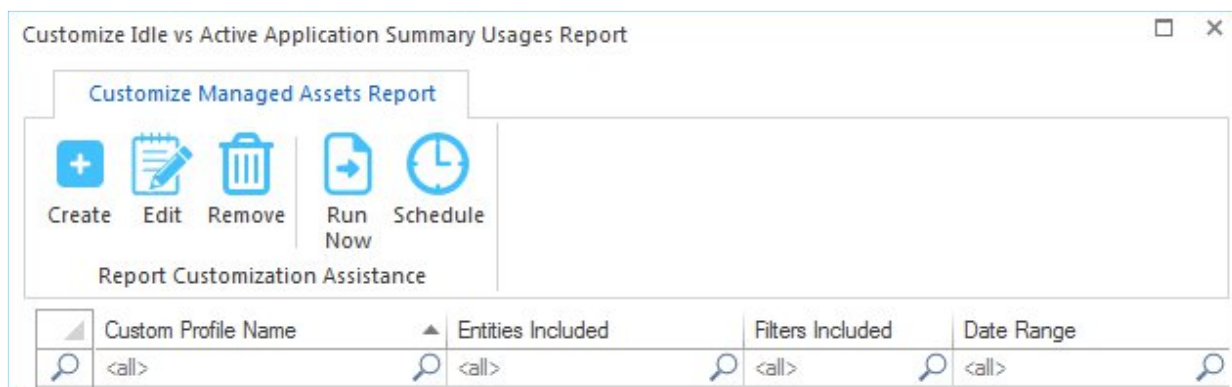 Customize Idle vs Active Application Summary Usages Report
Customize Managed Assets Report
Create Edit Remove Run Now Schedule
Report Customization Assistance
Custom Profile Name Entities Included Filters Included Date Range
<all> <all> <all> <all>